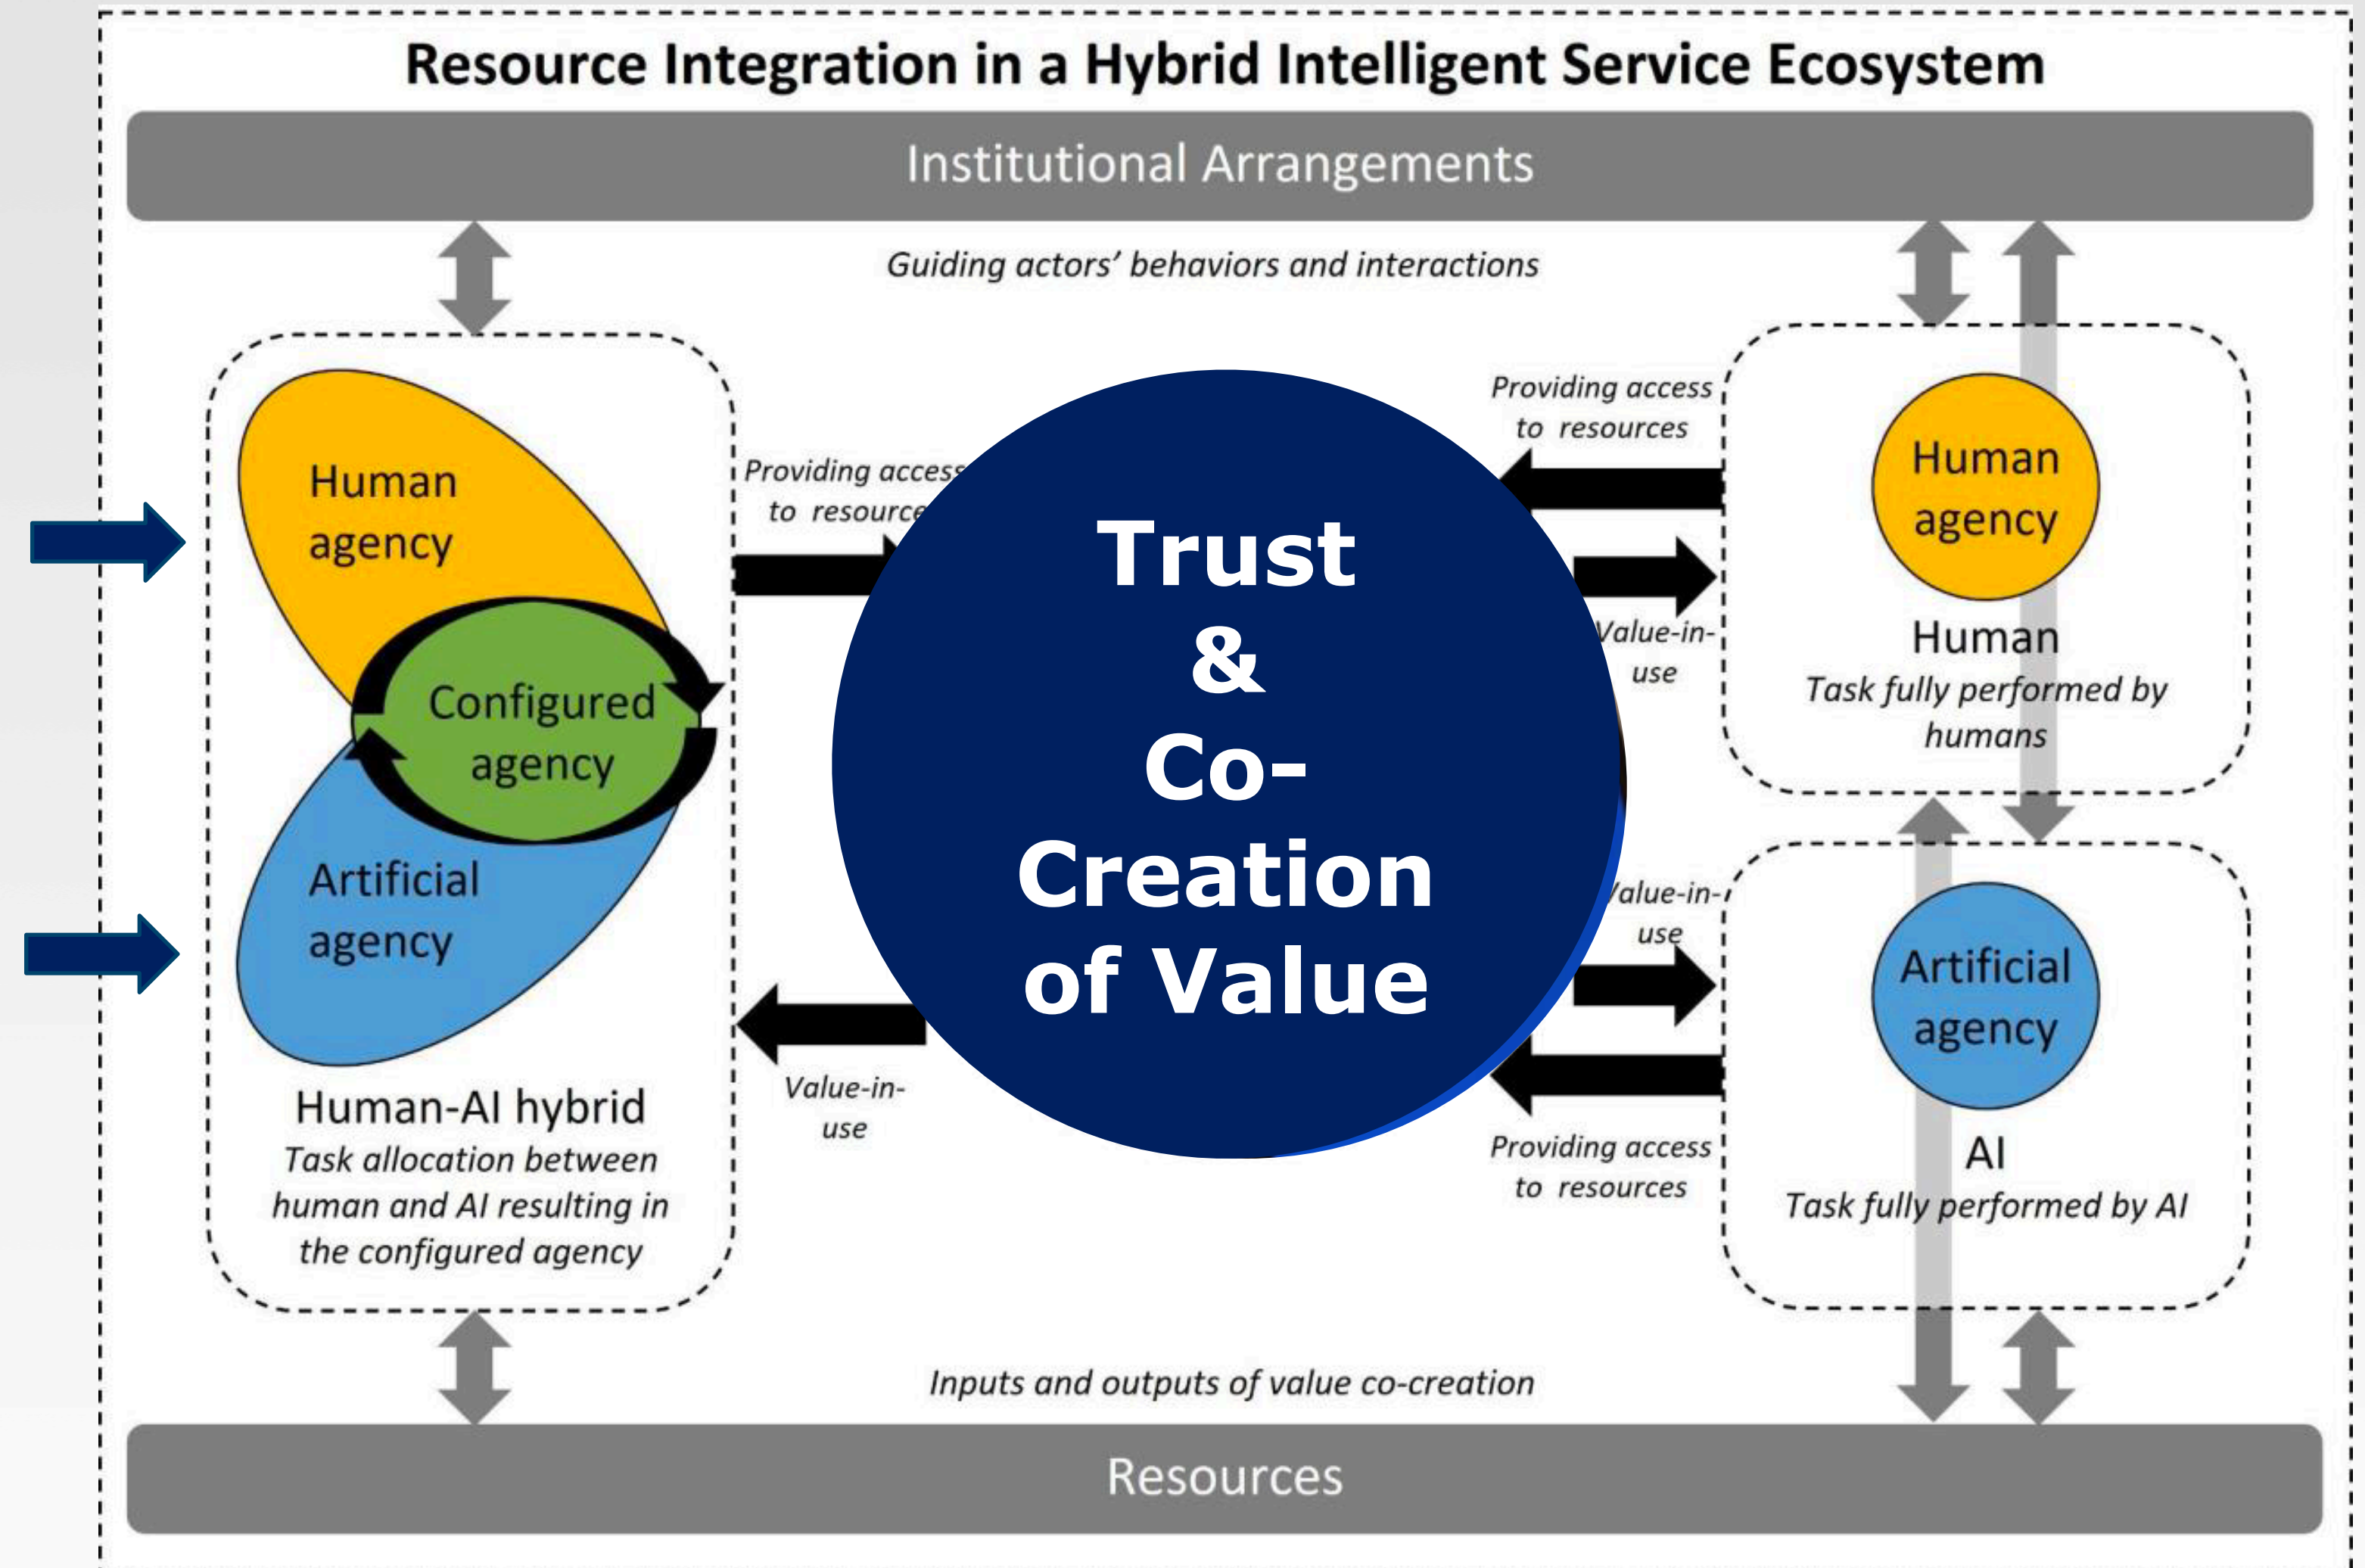 Resource Integration in a Hybrid Intelligent Service Ecosystem
Institutional Arrangements
Guiding actors’ behaviors and interactions
Human
agency
Configured
agency
Artificial
agency
Human-AI hybrid
Task allocation between
human and AI resulting in
the configured agency
Providing access
to resource
Value-in-
use
Trust
&
Co-
Creation
of Value
Providing access
to resources
Value-in-
use
Human
agency
Human
Task fully performed by
humans
Value-in-
use
Providing access
to resources
Artificial
agency
AI
Task fully performed by AI
Inputs and outputs of value co-creation
Resources